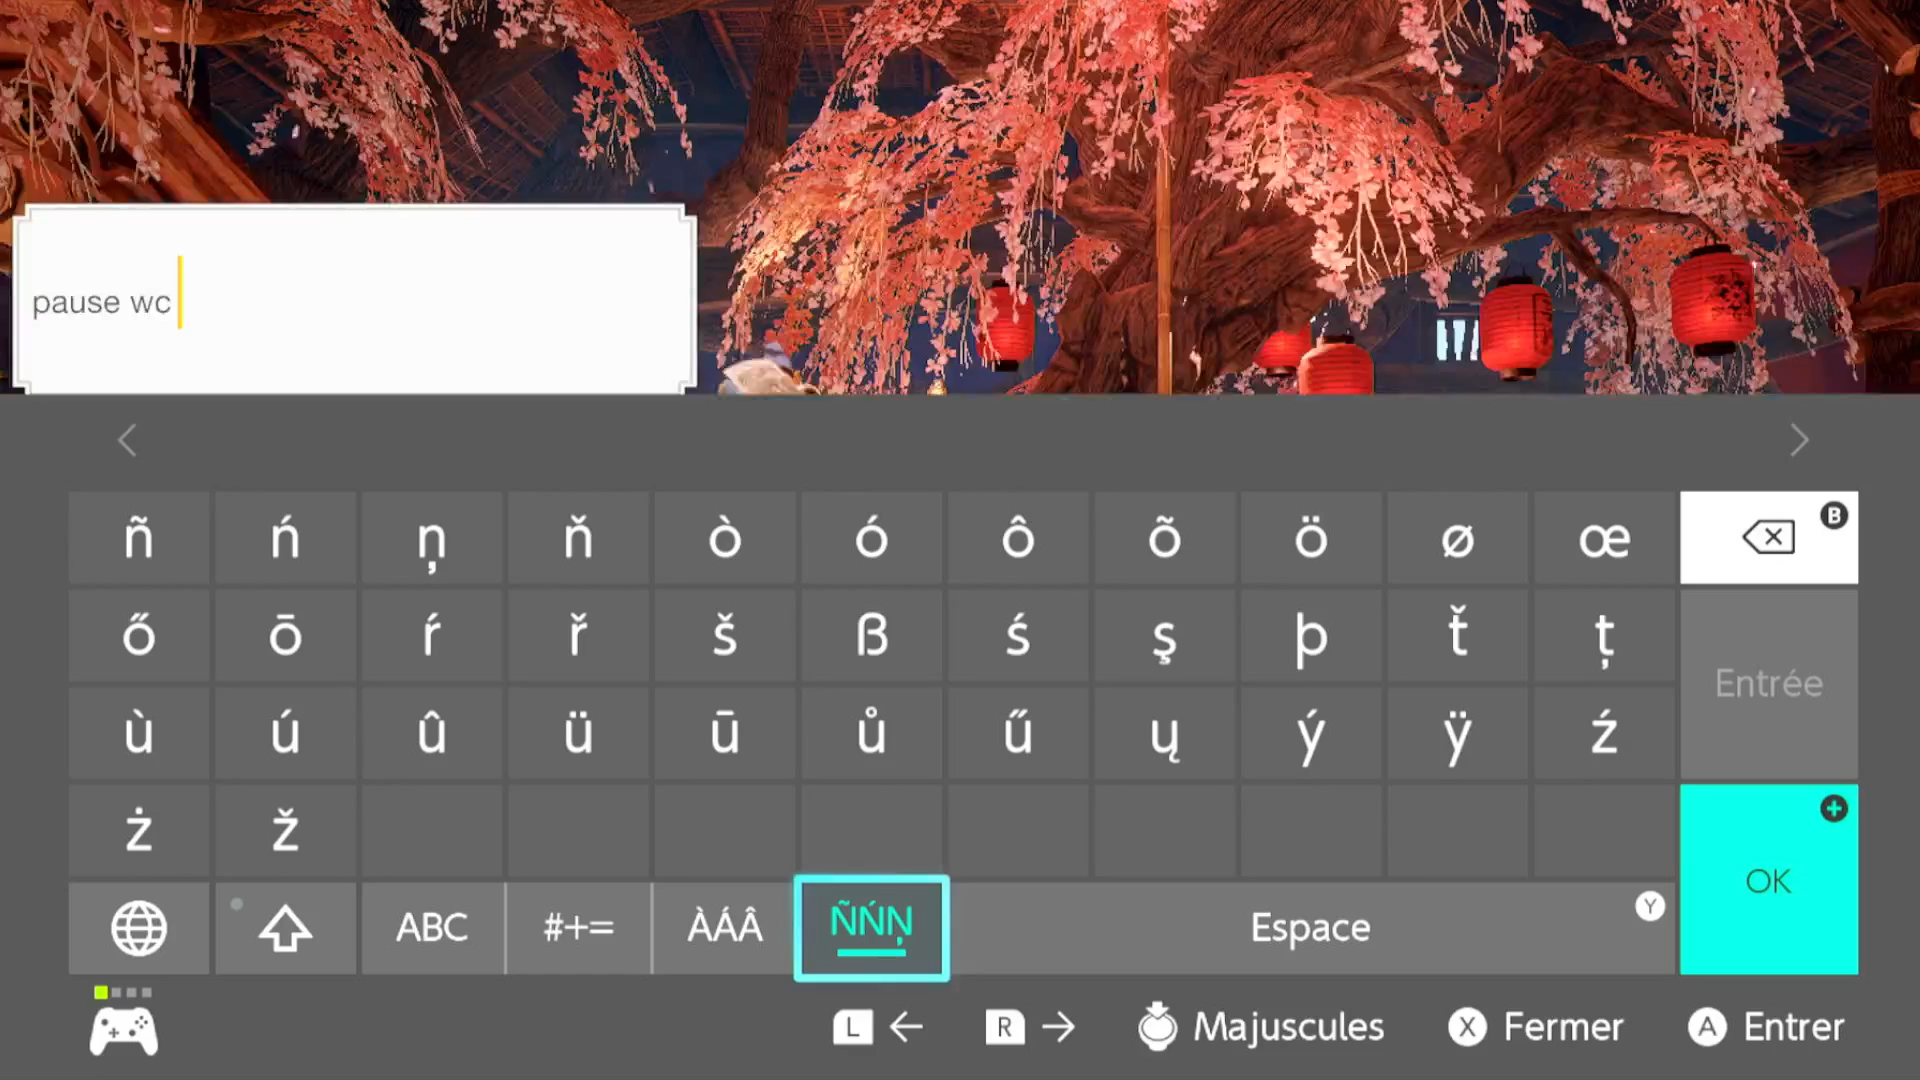 pause wc
ñ ń ņ ň ò ó ô õ ö ø œ B
ő ō ŕ ř š ß ś ş þ ť ţ Entrée
ù ú û ü ū ů ű ų ý ÿ ź
ż ž
OK
ABC #+= ÀÁÂ ÑŃŅ Espace Y
L ← R → Majuscules X Fermer A Entrer